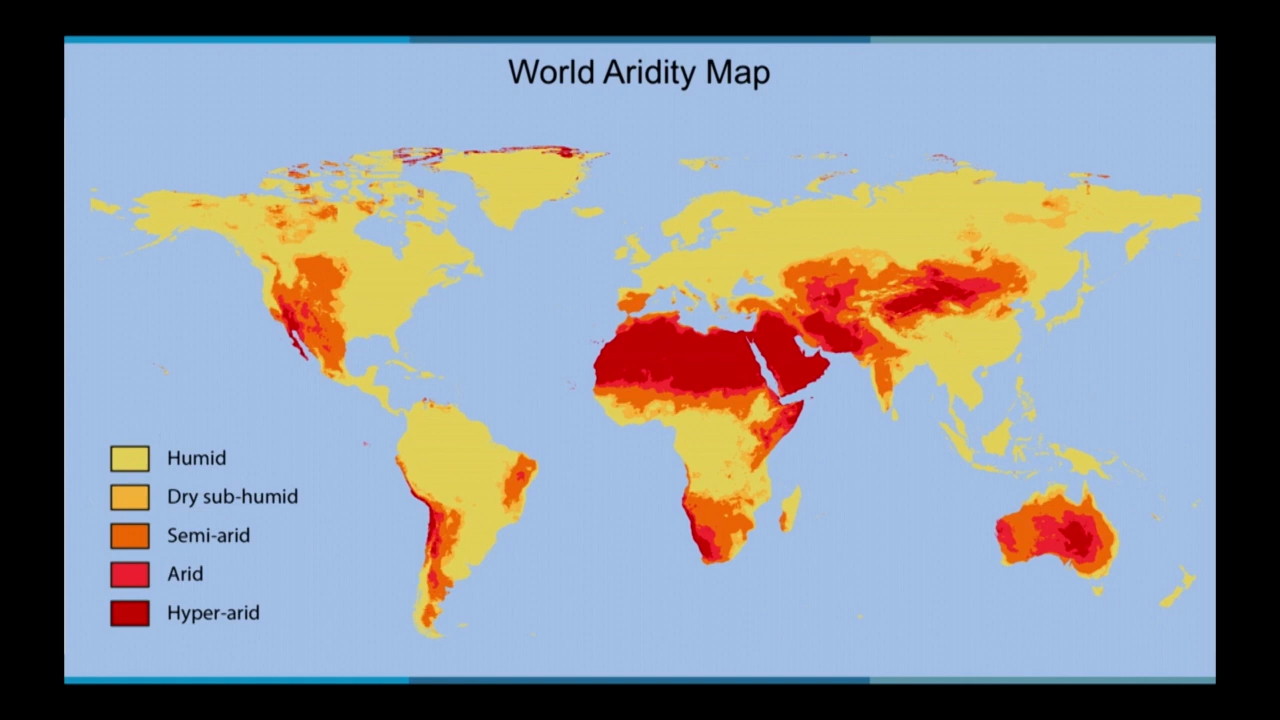 World Aridity Map
Humid
Dry sub-humid
Semi-arid
Arid
Hyper-arid